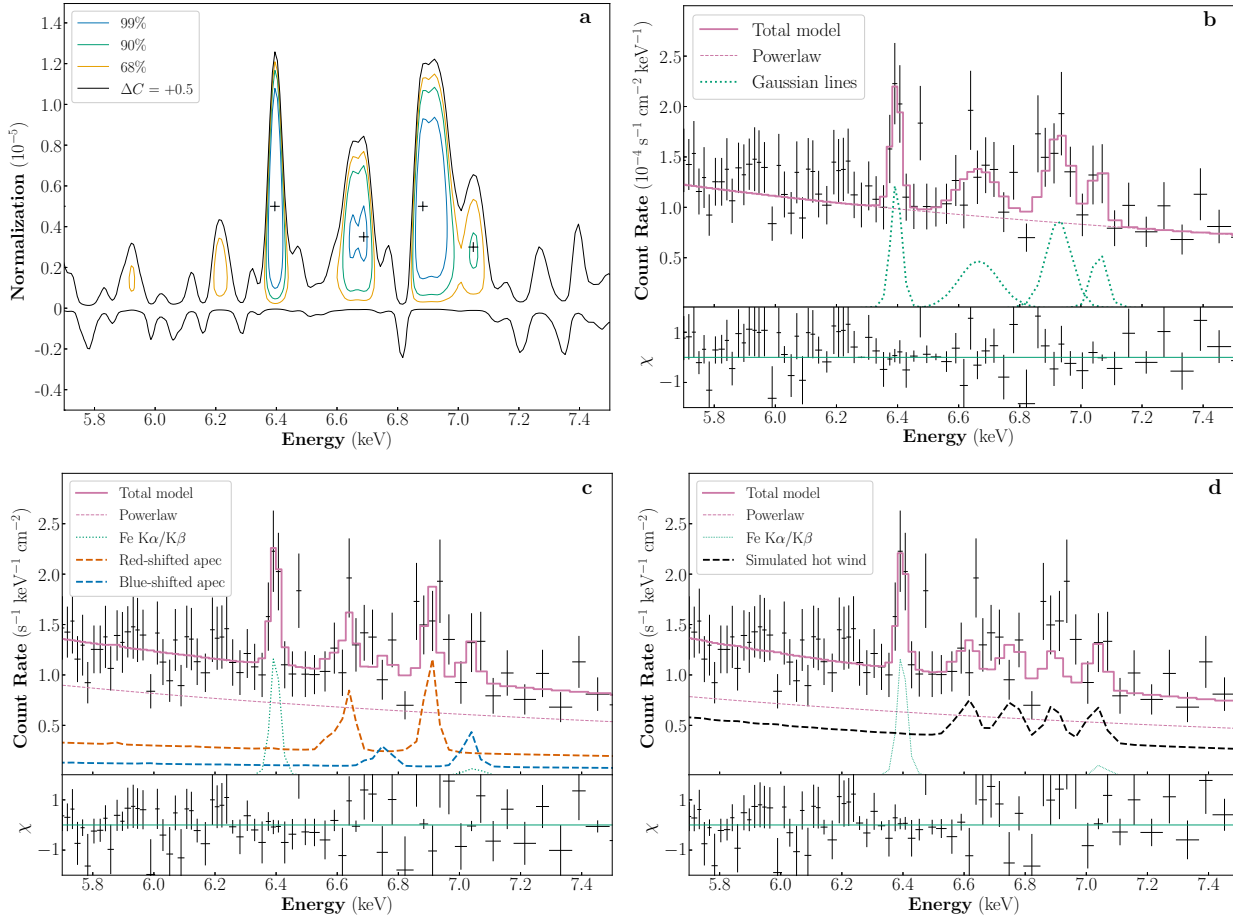 a
99%
90%
68%
ΔC = +0.5
1.4
1.2
1.0
0.8
0.6
0.4
0.2
0
-0.2
-0.4
Normalization (10⁻⁵)
5.8 6.0 6.2 6.4 6.6 6.8 7.0 7.2 7.4
Energy (keV)
b
Total model
Powerlaw
Gaussian lines
2.5
2.0
1.5
1.0
0.5
Count Rate (10⁻⁴ s⁻¹ cm⁻² keV⁻¹)
1
−1
χ
5.8 6.0 6.2 6.4 6.6 6.8 7.0 7.2 7.4
Energy (keV)
c
Total model
Powerlaw
Fe Kα/Kβ
Red-shifted apec
Blue-shifted apec
2.5
2.0
1.5
1.0
0.5
Count Rate (s⁻¹ keV⁻¹ cm⁻²)
1
−1
χ
5.8 6.0 6.2 6.4 6.6 6.8 7.0 7.2 7.4
Energy (keV)
d
Total model
Powerlaw
Fe Kα/Kβ
Simulated hot wind
2.5
2.0
1.5
1.0
0.5
Count Rate (s⁻¹ keV⁻¹ cm⁻²)
1
−1
χ
5.8 6.0 6.2 6.4 6.6 6.8 7.0 7.2 7.4
Energy (keV)